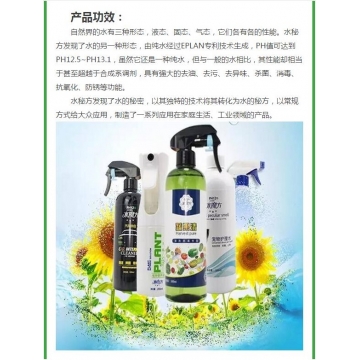 产品功效：
自然界的水有三种形态，液态、固态、气态，它们各有各的性能。水秘
方发现了水的另一种形态，由纯水经过EPLANT专利技术生成，PH值可达到
PH12.5~PH13.1，虽然它还是一种纯水，但与一般的水相比，其性能却相当
于甚至超越于合成系调剂，具有强大的去油、去污、去异味、杀菌、消毒、
抗氧化、防锈等功能。
水秘方发现了水的秘密，以其独特的技术将其转化为水的秘方，以常规
方式给大众应用，制造了一系列应用在家庭生活、工业领域的产品。
PLANT